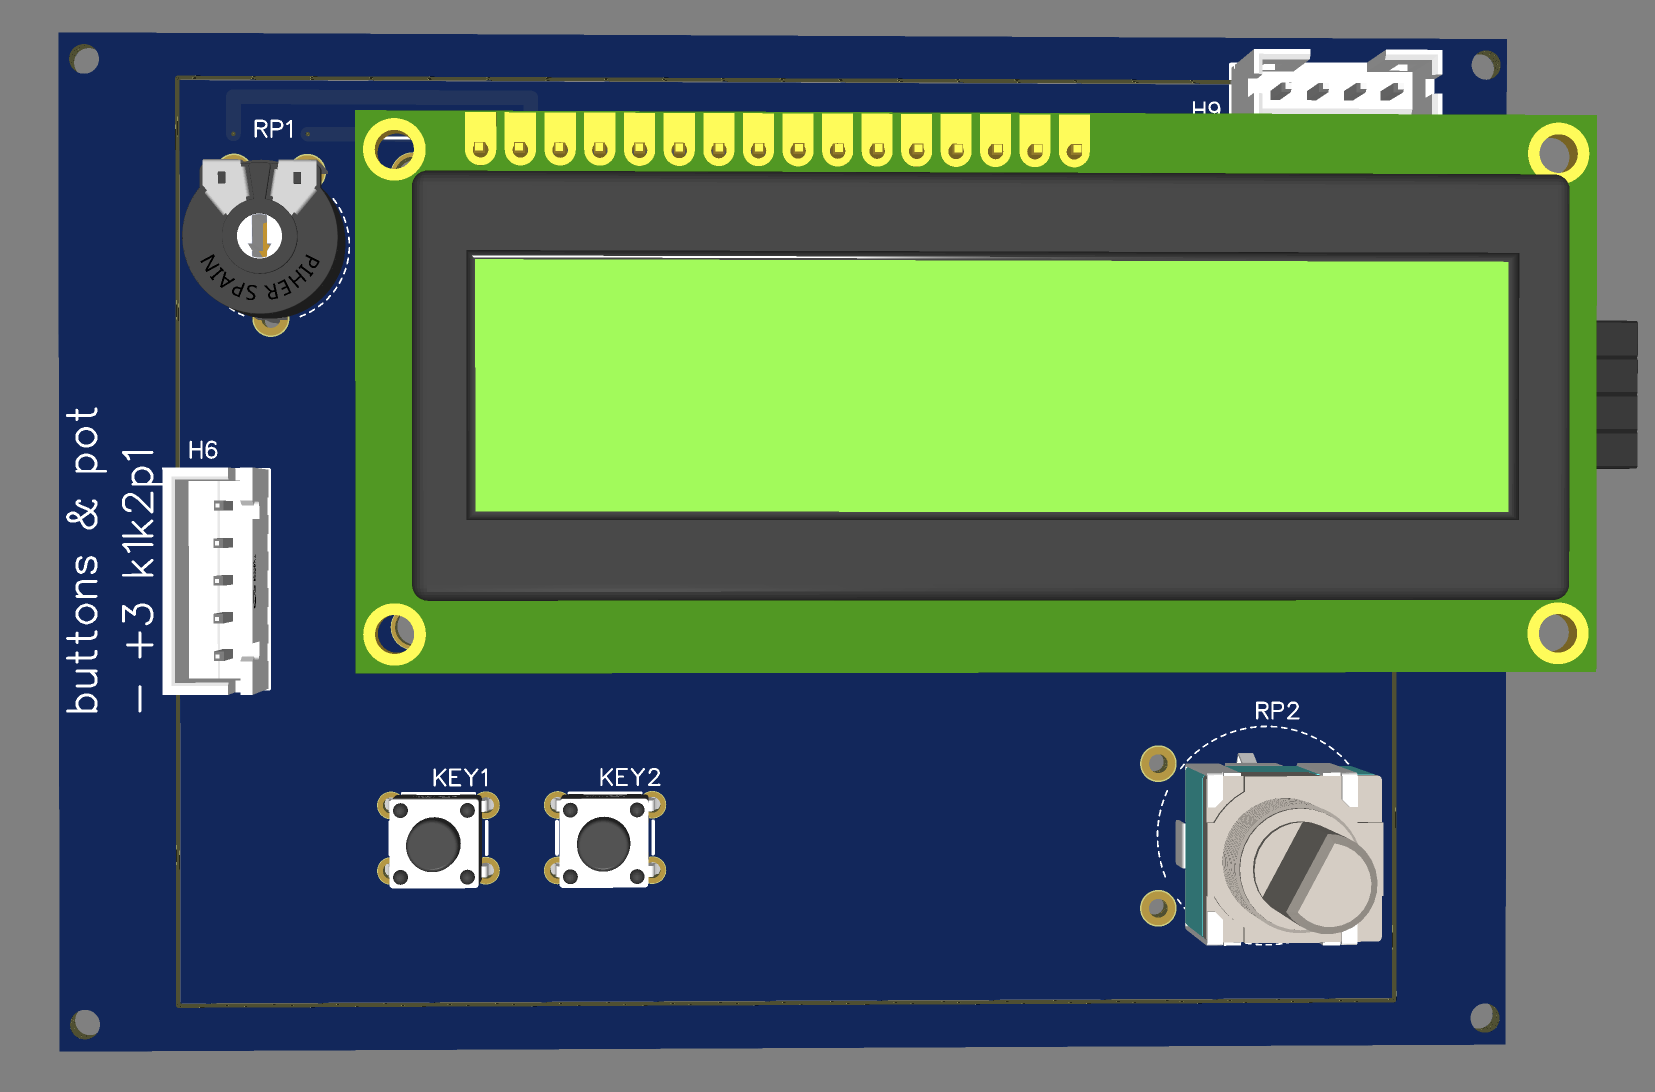 H9
RP1
PIHER SPAIN
H6
buttons & pot
- +3 k1k2p1
RP2
KEY1
KEY2